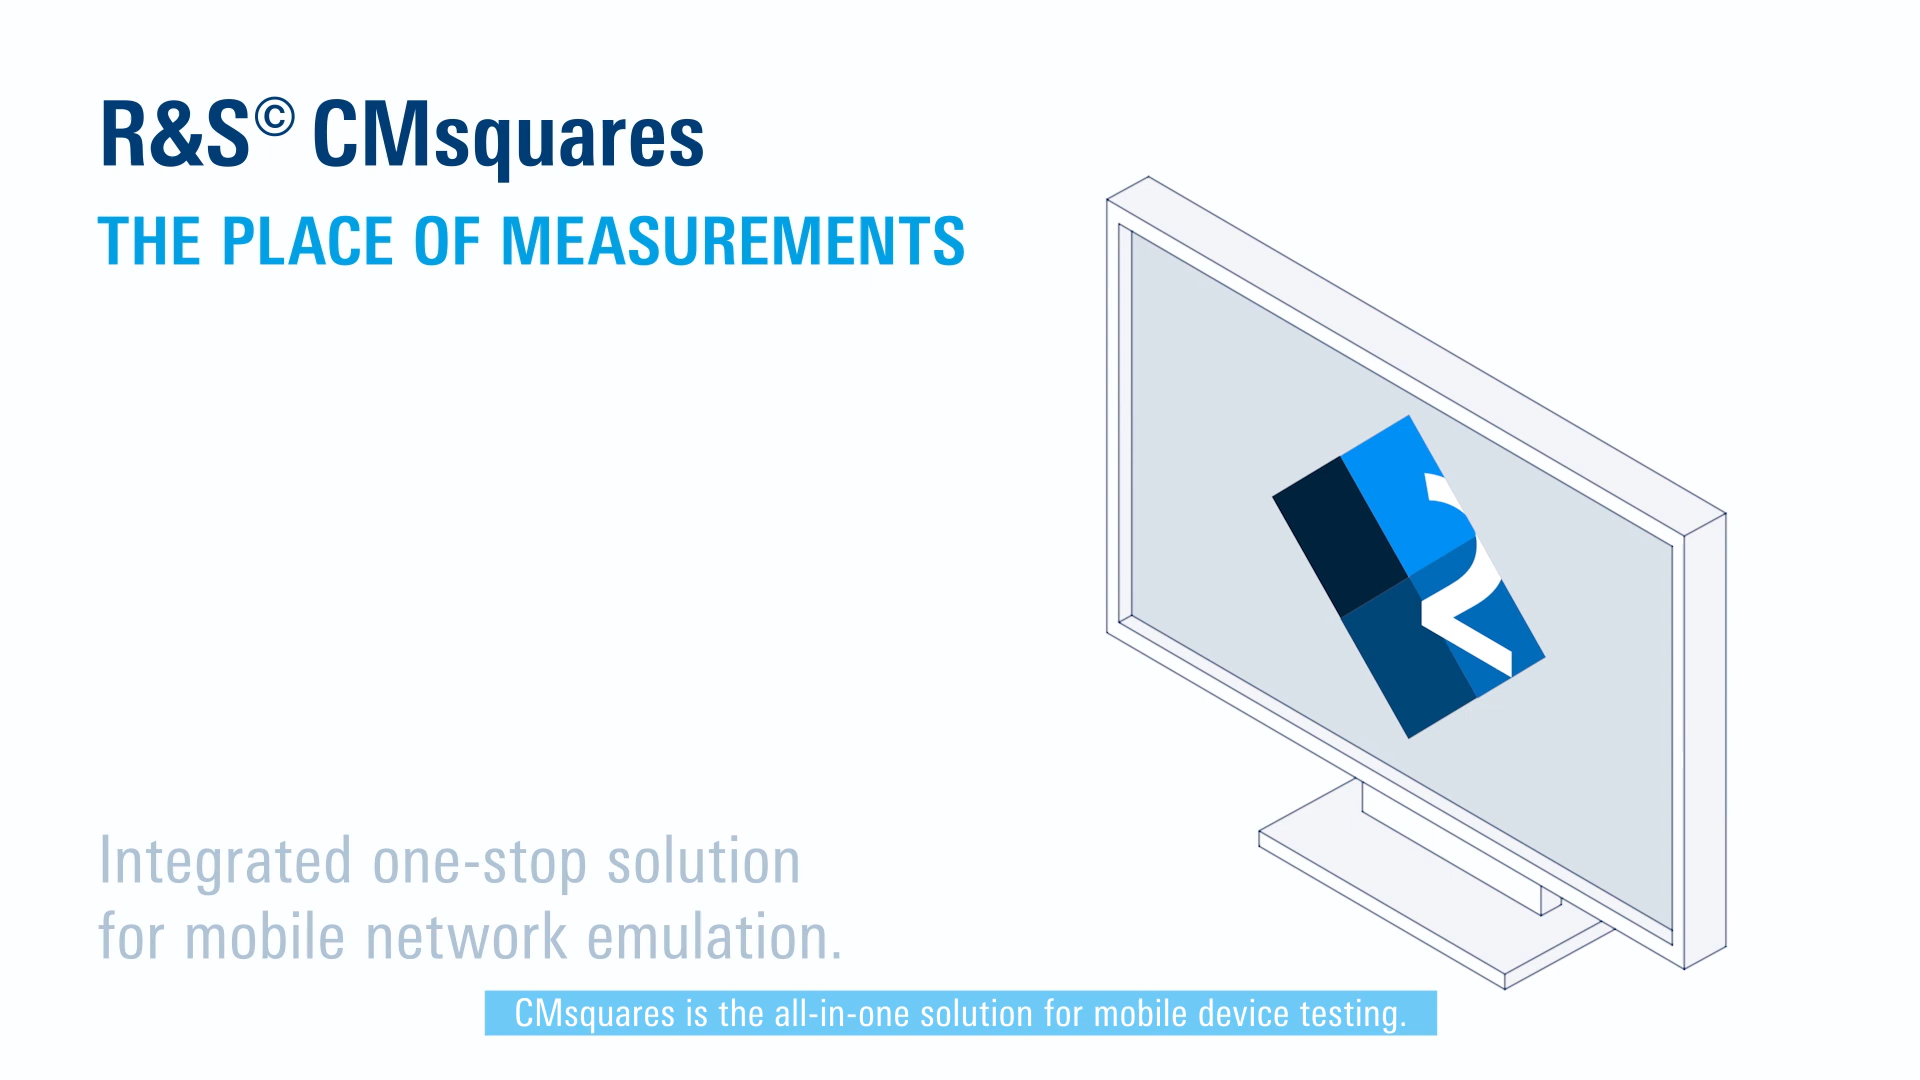 R&S© CMsquares
THE PLACE OF MEASUREMENTS
Integrated one-stop solution
for mobile network emulation.
CMsquares is the all-in-one solution for mobile device testing.